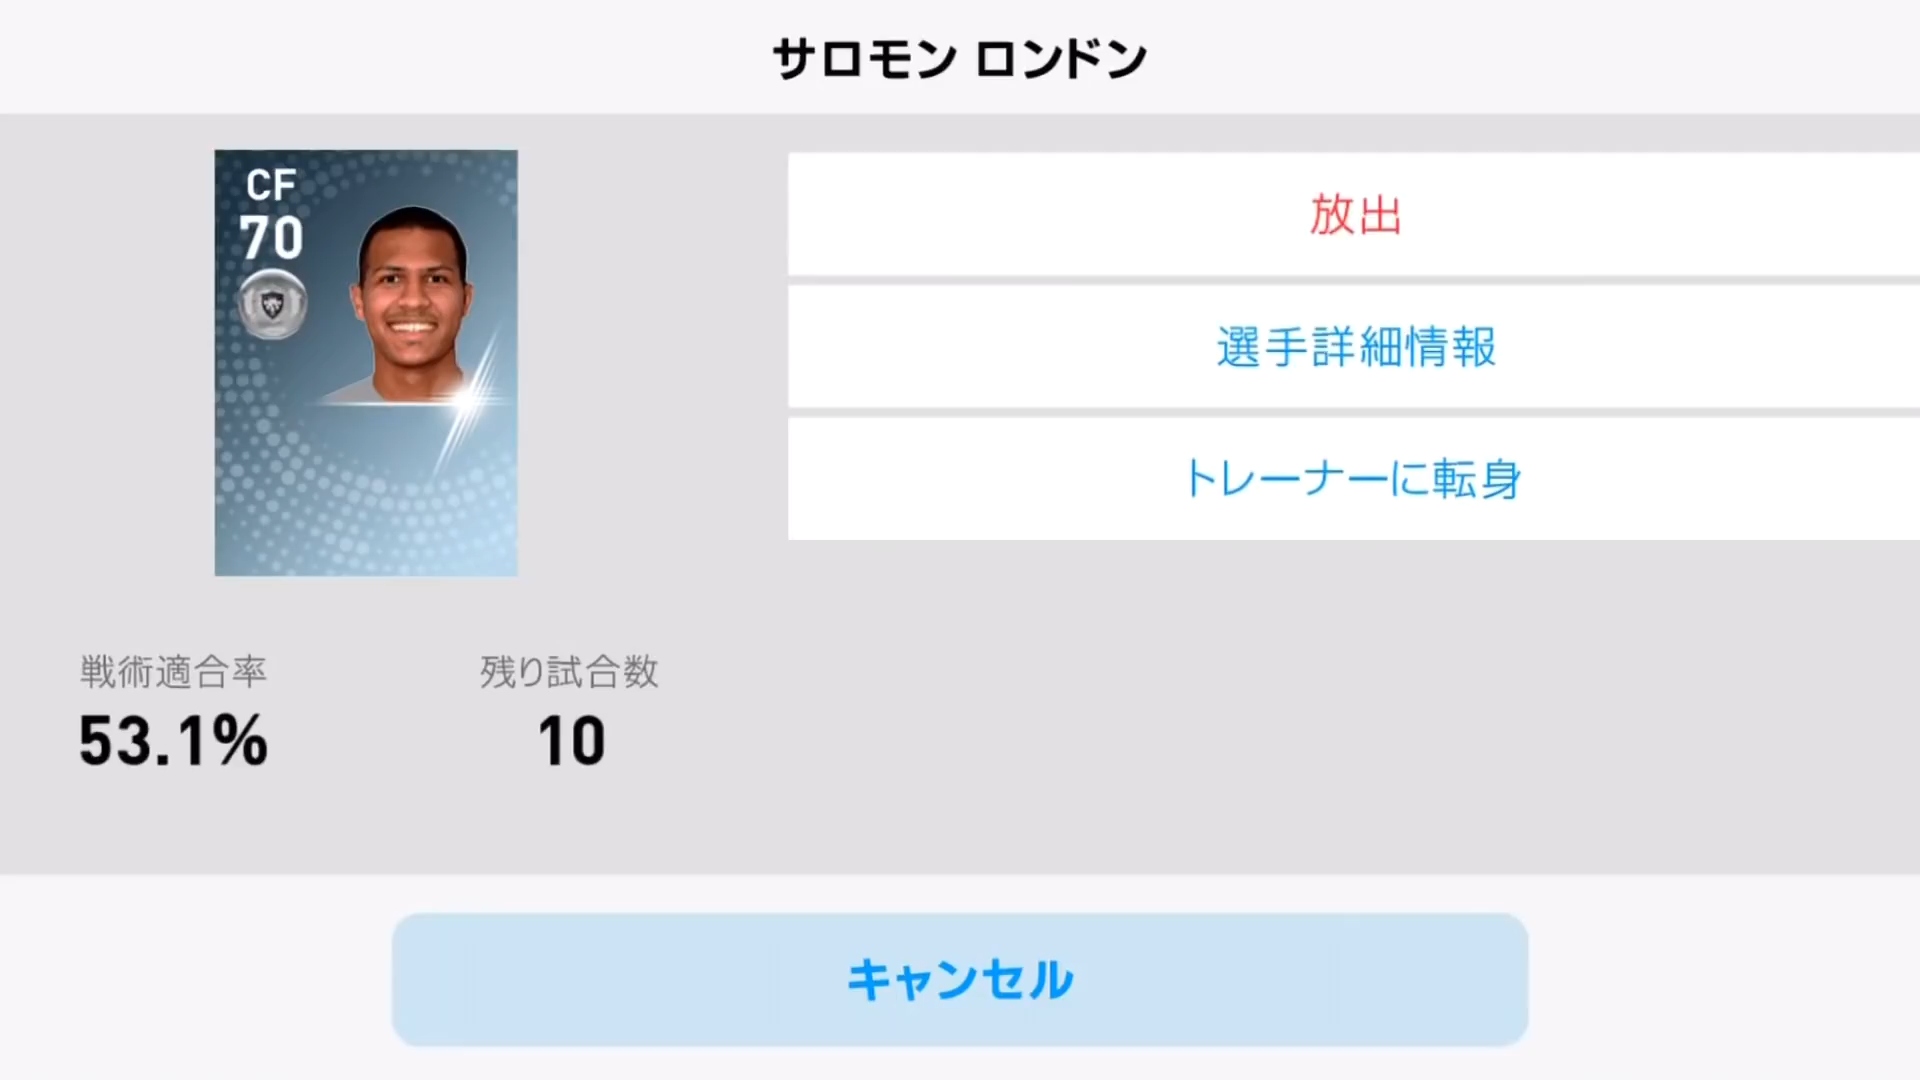 サロモン ロンドン
CF
70
放出
選手詳細情報
トレーナーに転身
戦術適合率
残り試合数
53.1%
10
キャンセル